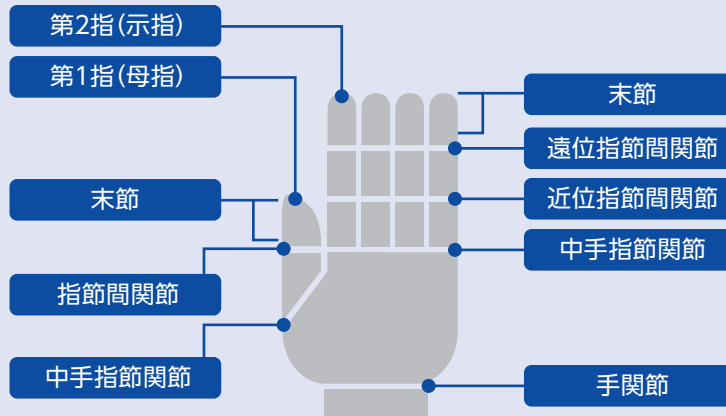 第2指(示指)
第1指(母指)
末節
指節間関節
中手指節関節
末節
遠位指節間関節
近位指節間関節
中手指節関節
手関節